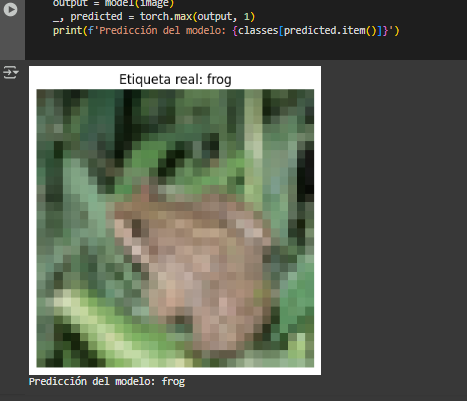 output = model(image)
_, predicted = torch.max(output, 1)
print(f'Predicción del modelo: {classes[predicted.item()]}')
Etiqueta real: frog
Predicción del modelo: frog